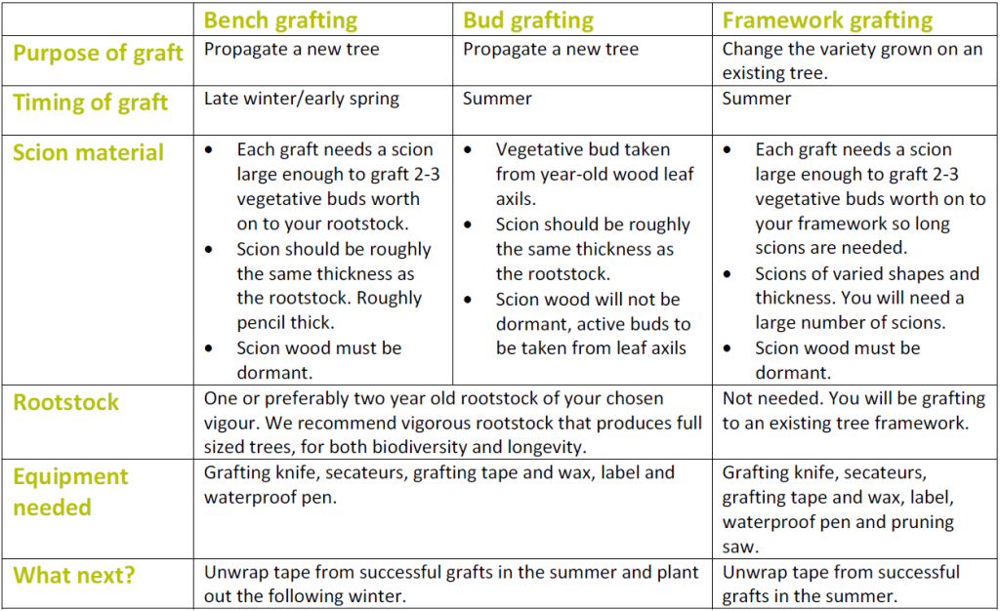 Bench grafting
Bud grafting
Framework grafting
Purpose of graft
Propagate a new tree
Propagate a new tree
Change the variety grown on an
existing tree.
Timing of graft
Late winter/early spring
Summer
Summer
Scion material
• Each graft needs a scion
large enough to graft 2-3
vegetative buds worth
on to your rootstock.
• Scion should be roughly
the same thickness as
the rootstock. Roughly
pencil thick.
• Scion wood must be
dormant.
• Vegetative bud taken
from year-old wood leaf
axils.
• Scion should be roughly
the same thickness as
the rootstock.
• Scion wood will not be
dormant, active buds to
be taken from leaf axils
• Each graft needs a scion
large enough to graft 2-3
vegetative buds worth on to
your framework so long
scions are needed.
• Scions of varied shapes and
thickness. You will need a
large number of scions.
• Scion wood must be
dormant.
Rootstock
One or preferably two year old rootstock of your chosen
vigour. We recommend vigorous rootstock that produces full
sized trees, for both biodiversity and longevity.
Not needed. You will be grafting
to an existing tree framework.
Equipment
needed
Grafting knife, secateurs, grafting tape and wax, label and
waterproof pen.
Grafting knife, secateurs,
grafting tape and wax, label,
waterproof pen and pruning
saw.
What next?
Unwrap tape from successful grafts in the summer and plant
out the following winter.
Unwrap tape from successful
grafts in the summer.